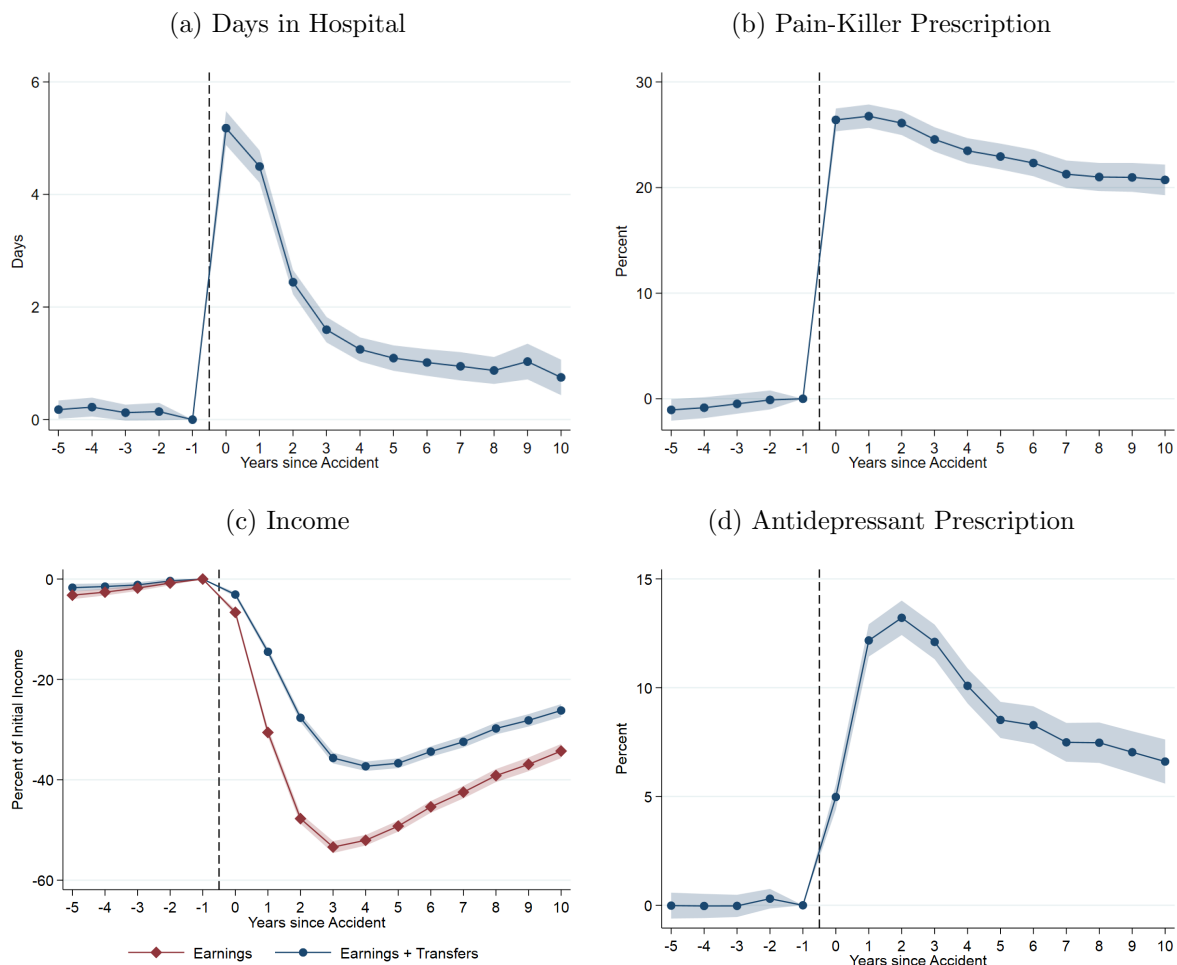 (a) Days in Hospital
6
4
2
0
Days
-5 -4 -3 -2 -1 0 1 2 3 4 5 6 7 8 9 10
Years since Accident
(b) Pain-Killer Prescription
30
20
10
0
Percent
-5 -4 -3 -2 -1 0 1 2 3 4 5 6 7 8 9 10
Years since Accident
(c) Income
0
-20
-40
-60
Percent of Initial Income
-5 -4 -3 -2 -1 0 1 2 3 4 5 6 7 8 9 10
Years since Accident
Earnings Earnings + Transfers
(d) Antidepressant Prescription
15
10
5
0
Percent
-5 -4 -3 -2 -1 0 1 2 3 4 5 6 7 8 9 10
Years since Accident